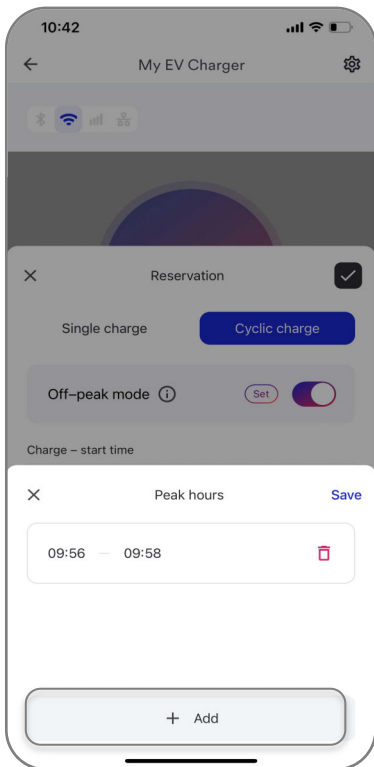 10:42
My EV Charger
Reservation
Single charge
Cyclic charge
Off–peak mode
Set
Charge – start time
Peak hours
Save
09:56 — 09:58
+ Add